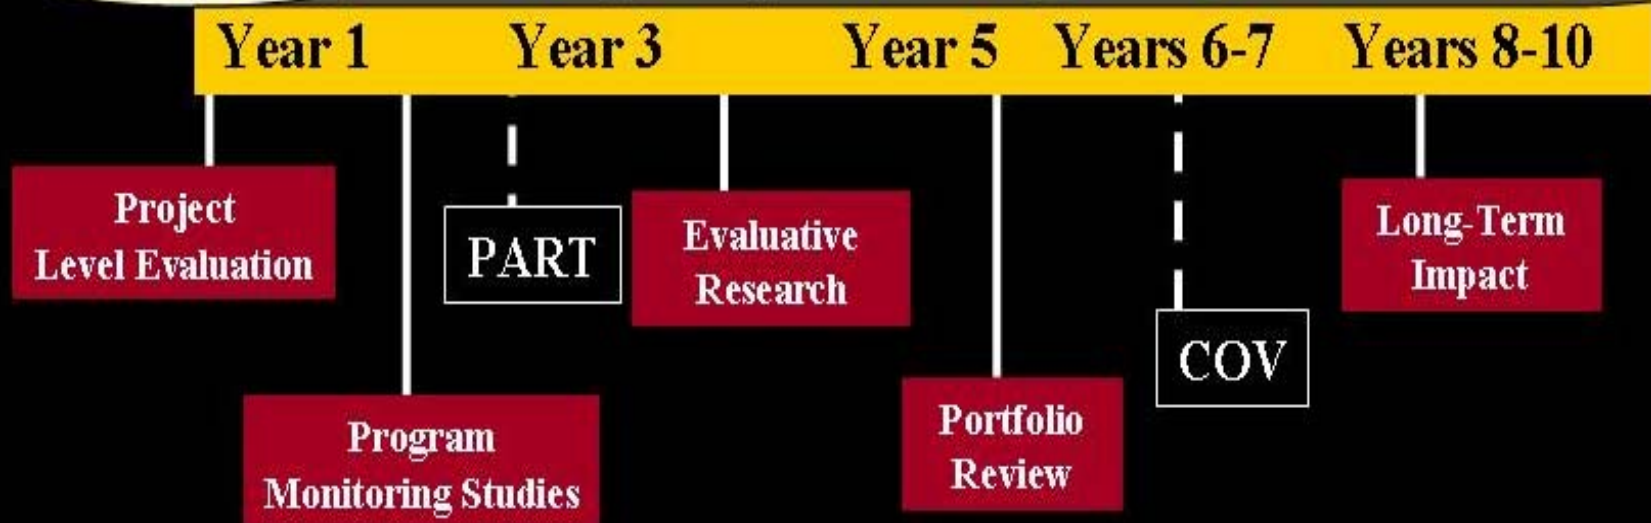 Year 1 Year 3 Year 5 Years 6-7 Years 8-10
Project
Level Evaluation
PART
Evaluative
Research
Long-Term
Impact
COV
Program
Monitoring Studies
Portfolio
Review